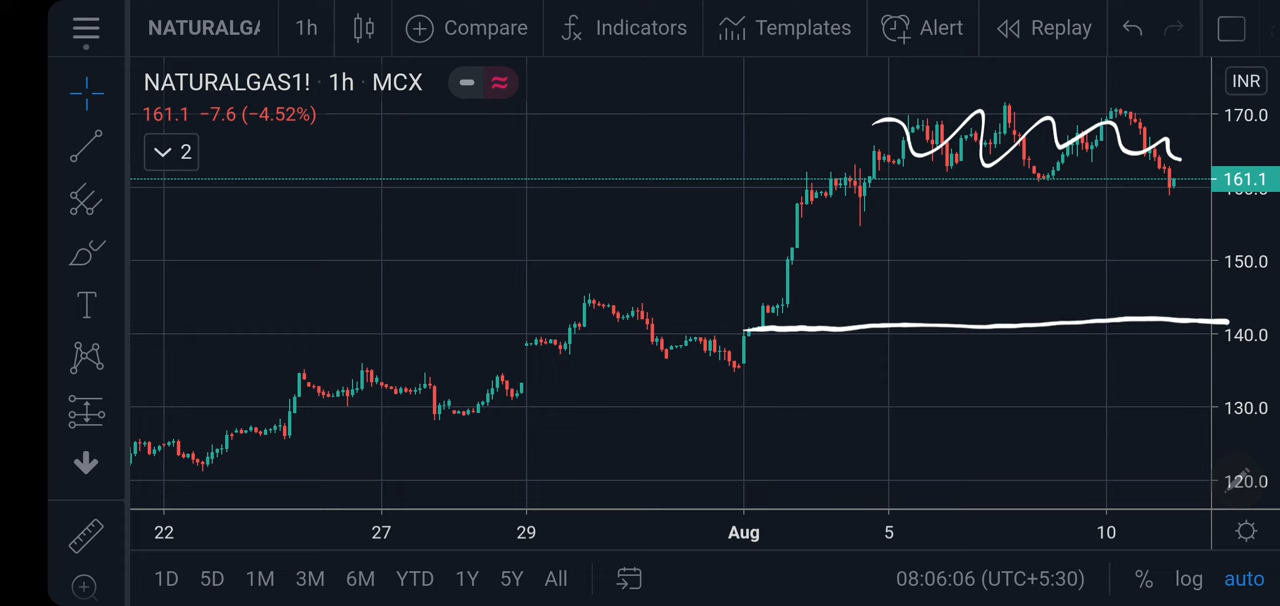 NATURALGA 1h Compare Indicators Templates Alert Replay
NATURALGAS1! · 1h · MCX
INR
161.1 −7.6 (−4.52%)
2
170.0
161.1
150.0
140.0
130.0
120.0
22 27 29 Aug 5 10
1D 5D 1M 3M 6M YTD 1Y 5Y All 08:06:06 (UTC+5:30) % log auto